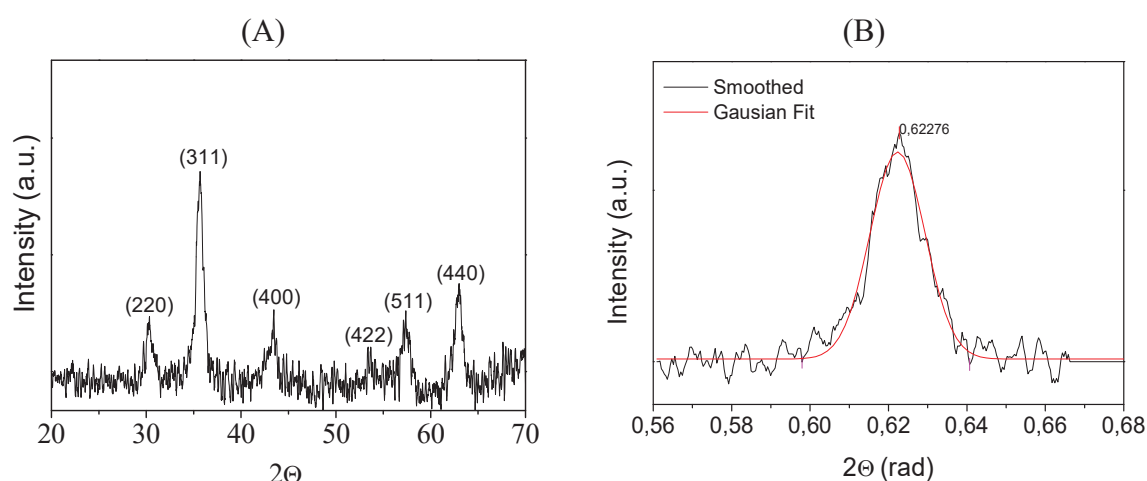 (A)
Intensity (a.u.)
(220)
(311)
(400)
(422)
(511)
(440)
20 30 40 50 60 70
2Θ
(B)
Intensity (a.u.)
Smoothed
Gausian Fit
0,62276
0,56 0,58 0,60 0,62 0,64 0,66 0,68
2Θ (rad)